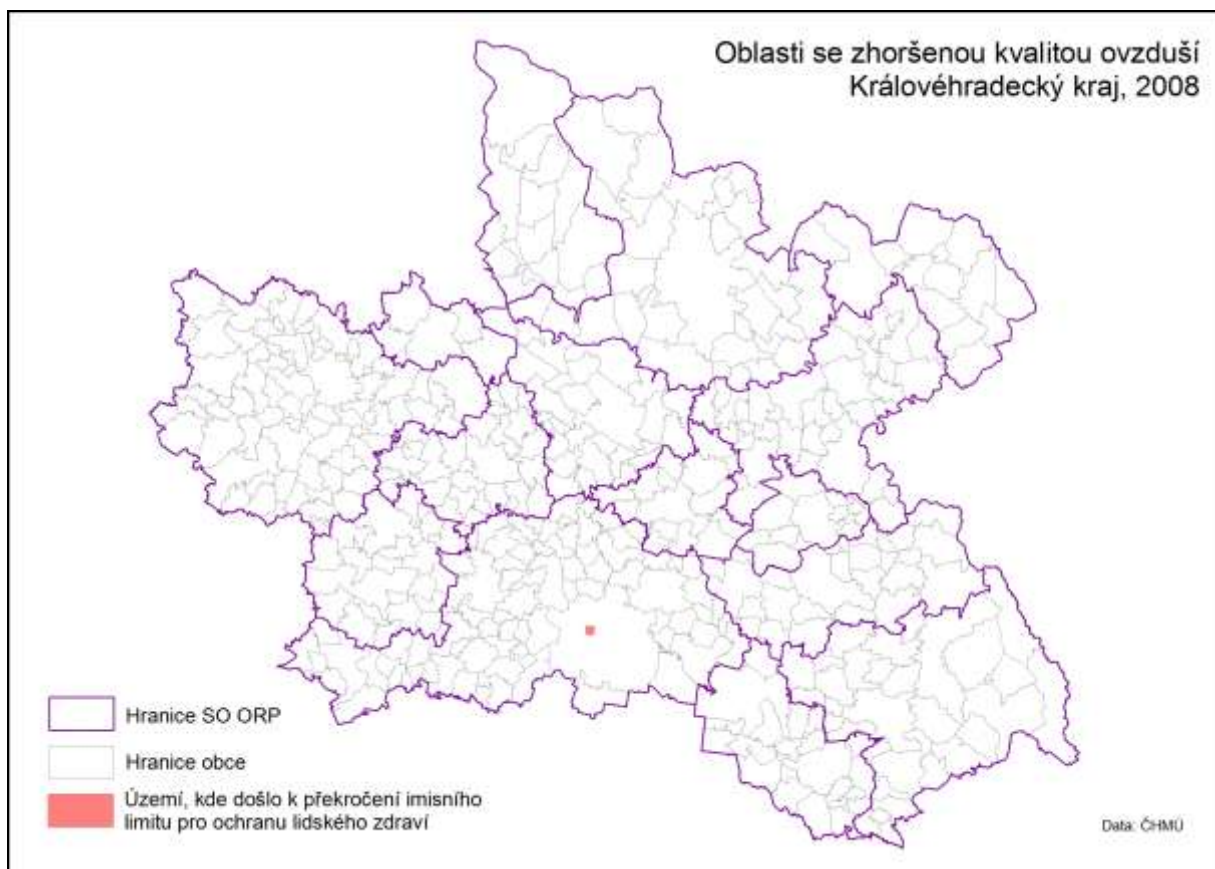 Oblasti se zhoršenou kvalitou ovzduší
Královéhradecký kraj, 2008
Hranice SO ORP
Hranice obce
Území, kde došlo k překročení imisního
limitu pro ochranu lidského zdraví
Data: ČHMÚ